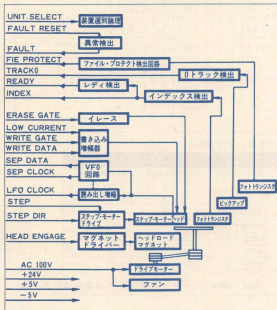 UNIT.SELECT 装置選別論理
FAULT RESET
異常検出
FAULT
FIE PROTECT ファイル・プロテクト検出回路
TRACK0 0トラック検出
READY レディ検出
INDEX インデックス検出
ERASE GATE イレース
LOW CURRENT
WRITE GATE 書き込み
WRITE DATA 増幅器
フォトトランジスタ
ピックアップ
SEP DATA VFO
SEP CLOCK 回路
LFO CLOCK 読み出し増幅
STEP
STEP DIR ステップ・モーター ドライブ ステップ・モーター ヘッド フォトトランジスタ
HEAD ENGAGE マグネット ドライバー ヘッドロード マグネット
AC 100V ドライブモーター
+24V ファン
+5V
-5V